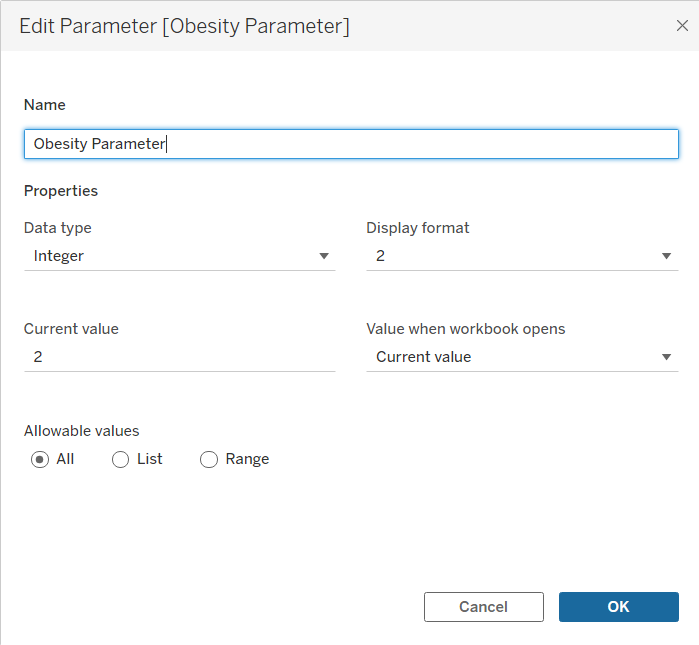 Edit Parameter [Obesity Parameter]
Name
Obesity Parameter
Properties
Data type
Display format
Integer
2
Current value
Value when workbook opens
2
Current value
Allowable values
All
List
Range
Cancel
OK